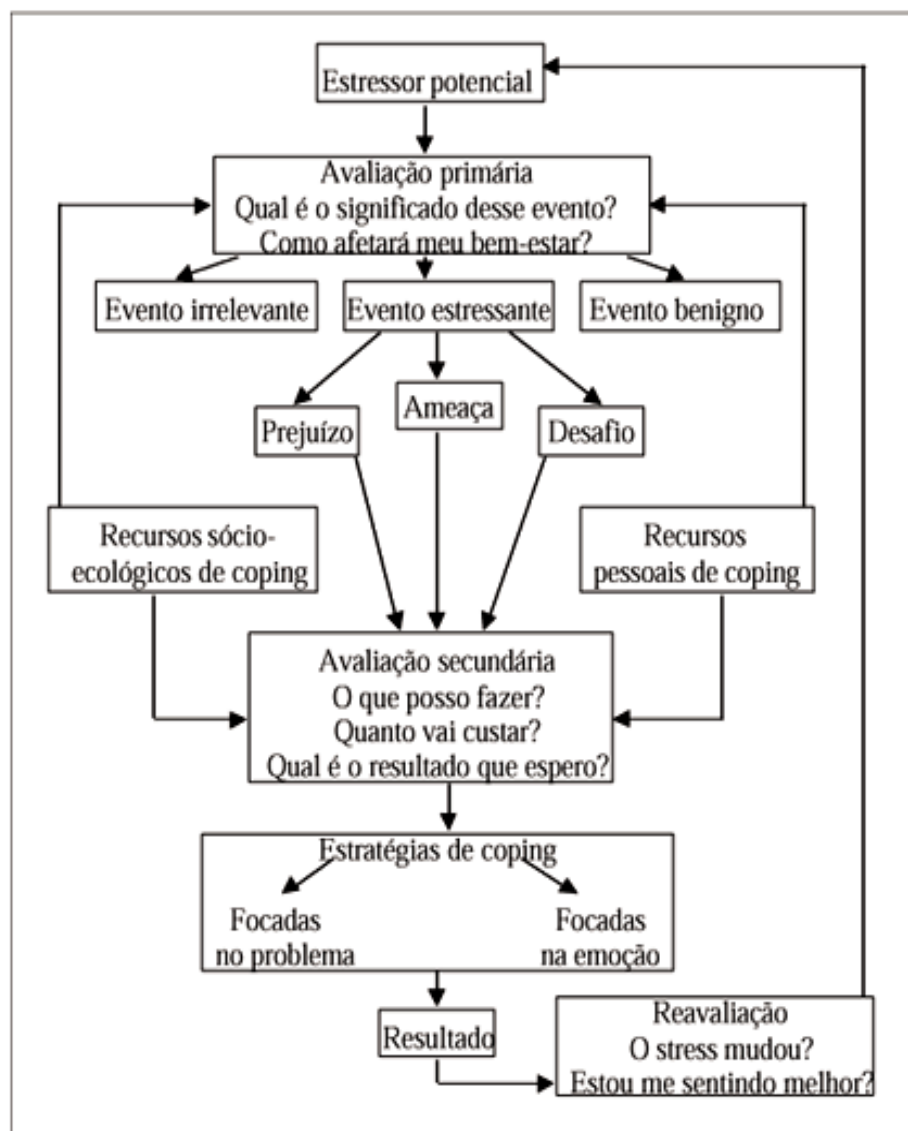 Estressor potencial
Avaliação primária
Qual é o significado desse evento?
Como afetará meu bem-estar?
Evento irrelevante
Evento estressante
Evento benigno
Prejuízo
Ameaça
Desafio
Recursos sócio-
ecológicos de coping
Recursos
pessoais de coping
Avaliação secundária
O que posso fazer?
Quanto vai custar?
Qual é o resultado que espero?
Estratégias de coping
Focadas
no problema
Focadas
na emoção
Resultado
Reavaliação
O stress mudou?
Estou me sentindo melhor?